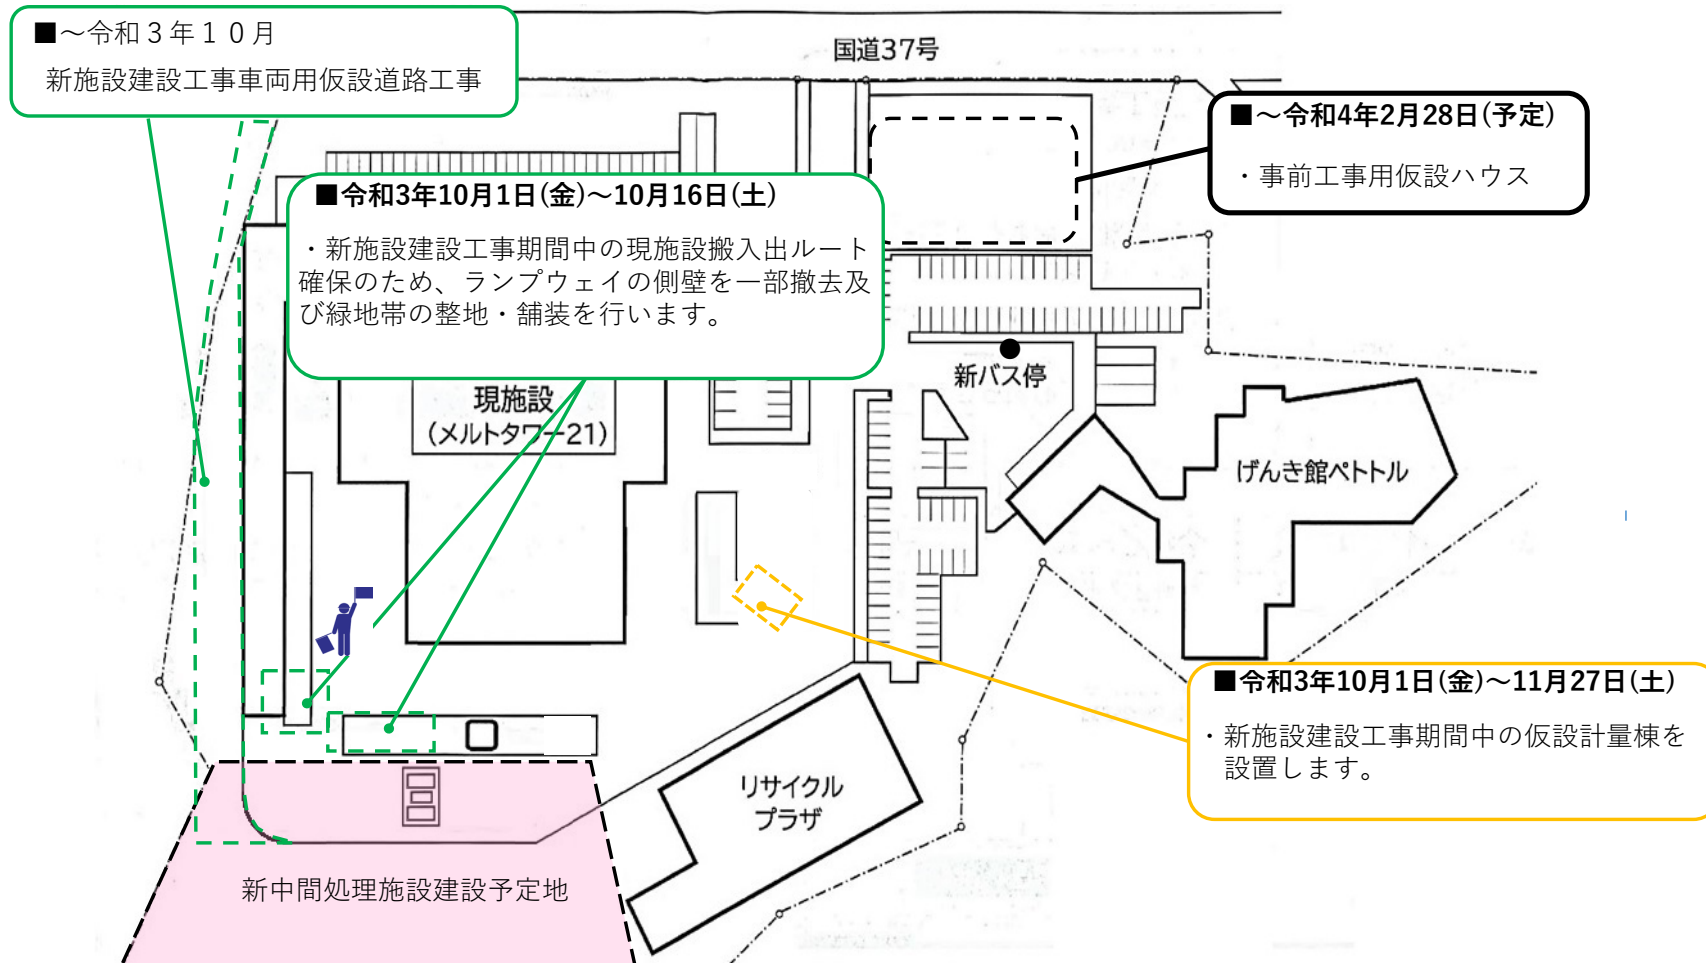 ■～令和３年１０月
新施設建設工事車両用仮設道路工事
国道37号
■～令和4年2月28日(予定)
・事前工事用仮設ハウス
■令和3年10月1日(金)～10月16日(土)
・新施設建設工事期間中の現施設搬入出ルート
確保のため、ランプウェイの側壁を一部撤去及
び緑地帯の整地・舗装を行います。
新バス停
現施設
(メルトタワー21)
げんき館ペトトル
■令和3年10月1日(金)～11月27日(土)
・新施設建設工事期間中の仮設計量棟を
設置します。
リサイクル
プラザ
新中間処理施設建設予定地